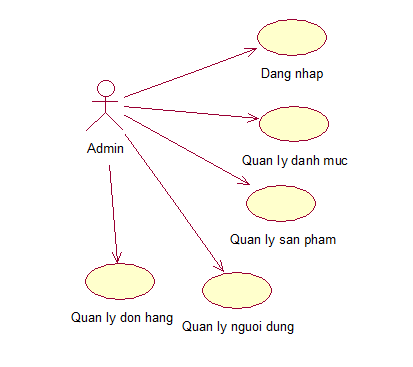 Dang nhap
Admin
Quan ly danh muc
Quan ly san pham
Quan ly don hang
Quan ly nguoi dung